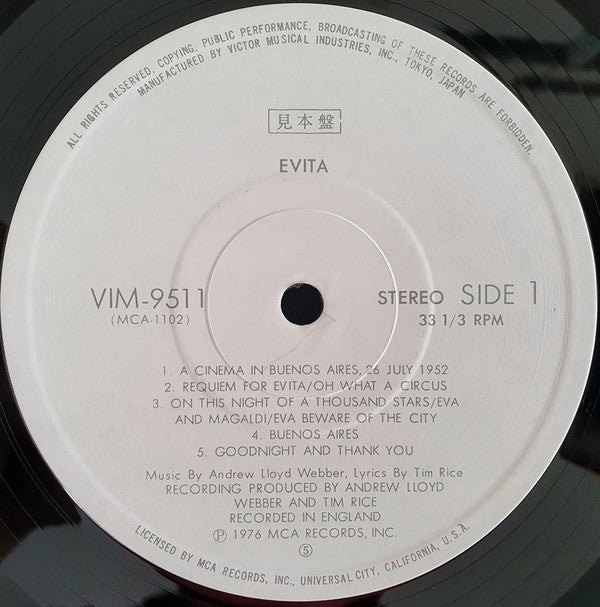 ALL RIGHTS RESERVED. COPYING, PUBLIC PERFORMANCE, BROADCASTING OF THESE RECORDS ARE FORBIDDEN.
MANUFACTURED BY VICTOR MUSICAL INDUSTRIES, INC., TOKYO, JAPAN
見本盤
EVITA
VIM-9511
(MCA-1102)
STEREO SIDE 1
33 1/3 RPM
1. A CINEMA IN BUENOS AIRES, 26 JULY 1952
2. REQUIEM FOR EVITA/OH WHAT A CIRCUS
3. ON THIS NIGHT OF A THOUSAND STARS/EVA
AND MAGALDI/EVA BEWARE OF THE CITY
4. BUENOS AIRES
5. GOODNIGHT AND THANK YOU
Music By Andrew Lloyd Webber, Lyrics By Tim Rice
RECORDING PRODUCED BY ANDREW LLOYD
WEBBER AND TIM RICE
RECORDED IN ENGLAND
Ⓟ 1976 MCA RECORDS, INC.
⑤
LICENSED BY MCA RECORDS, INC., UNIVERSAL CITY, CALIFORNIA, U.S.A.